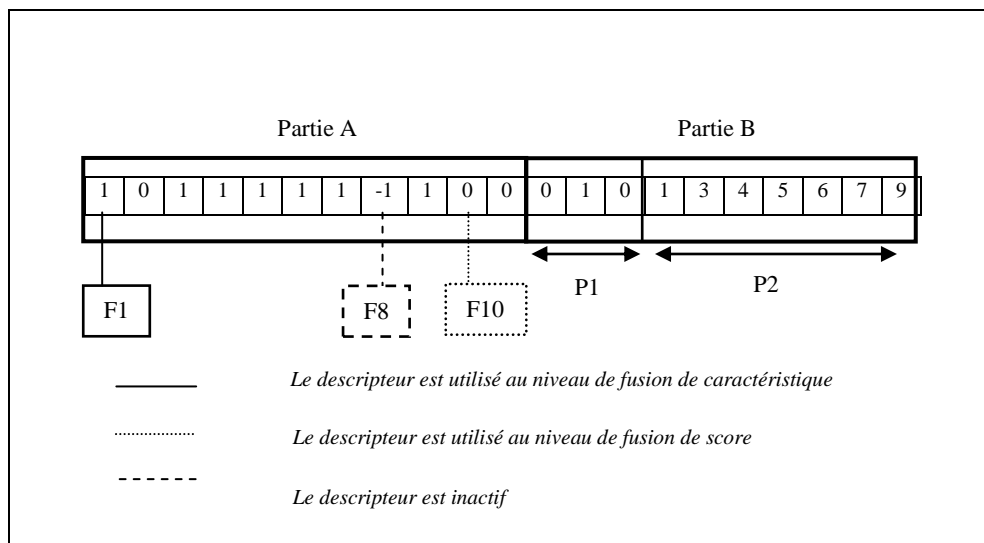 Partie A Partie B
1 0 1 1 1 1 1 -1 1 0 0 0 1 0 1 3 4 5 6 7 9
P1 P2
F1 F8 F10
Le descripteur est utilisé au niveau de fusion de caractéristique
Le descripteur est utilisé au niveau de fusion de score
Le descripteur est inactif